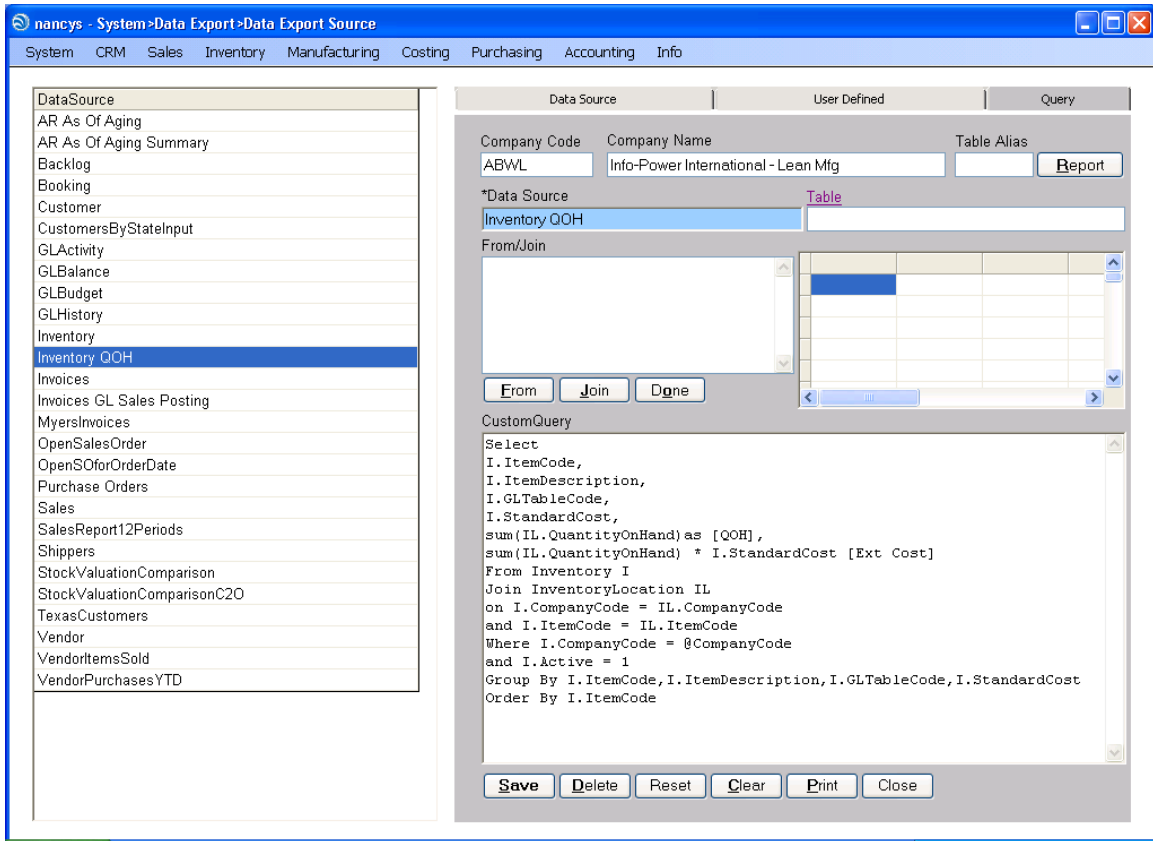 nancys - System>Data Export>Data Export Source
System CRM Sales Inventory Manufacturing Costing Purchasing Accounting Info
DataSource
AR As Of Aging
AR As Of Aging Summary
Backlog
Booking
Customer
CustomersByStateInput
GLActivity
GLBalance
GLBudget
GLHistory
Inventory
Inventory QOH
Invoices
Invoices GL Sales Posting
MyersInvoices
OpenSalesOrder
OpenSOforOrderDate
Purchase Orders
Sales
SalesReport12Periods
Shippers
StockValuationComparison
StockValuationComparisonC2O
TexasCustomers
Vendor
VendorItemsSold
VendorPurchasesYTD
Data Source User Defined Query
Company Code Company Name Table Alias
ABWL Info-Power International - Lean Mfg Report
*Data Source Table
Inventory QOH
From/Join
From Join Done
CustomQuery
Select
I.ItemCode,
I.ItemDescription,
I.GLTableCode,
I.StandardCost,
sum(IL.QuantityOnHand)as [QOH],
sum(IL.QuantityOnHand) * I.StandardCost [Ext Cost]
From Inventory I
Join InventoryLocation IL
on I.CompanyCode = IL.CompanyCode
and I.ItemCode = IL.ItemCode
Where I.CompanyCode = @CompanyCode
and I.Active = 1
Group By I.ItemCode,I.ItemDescription,I.GLTableCode,I.StandardCost
Order By I.ItemCode
Save Delete Reset Clear Print Close